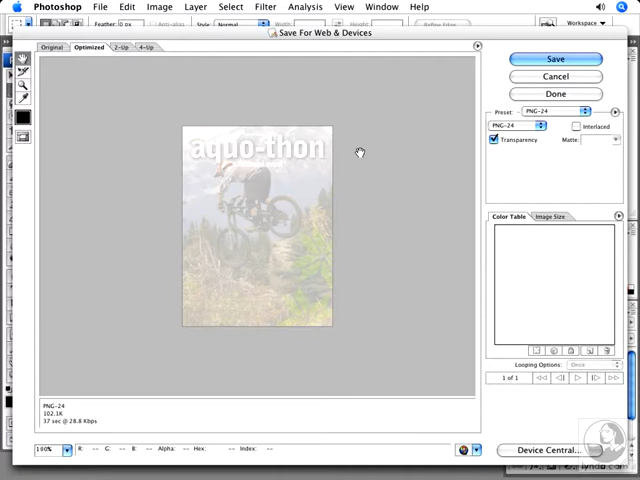 Photoshop File Edit Image Layer Select Filter Analysis View Window Help
Feather: 0 px Anti-alias Style: Normal Width: Height: Refine Edge... Workspace
Save For Web & Devices
Original Optimized 2-Up 4-Up
Save
Cancel
Done
Preset: PNG-24
PNG-24 Interlaced
Transparency Matte:
aquo-thon
Color Table Image Size
Looping Options: Once
1 of 1
PNG-24
102.1K
37 sec @ 28.8 Kbps
100% R: -- G: -- B: -- Alpha: -- Hex: -- Index: --
Device Central...
lynda.com